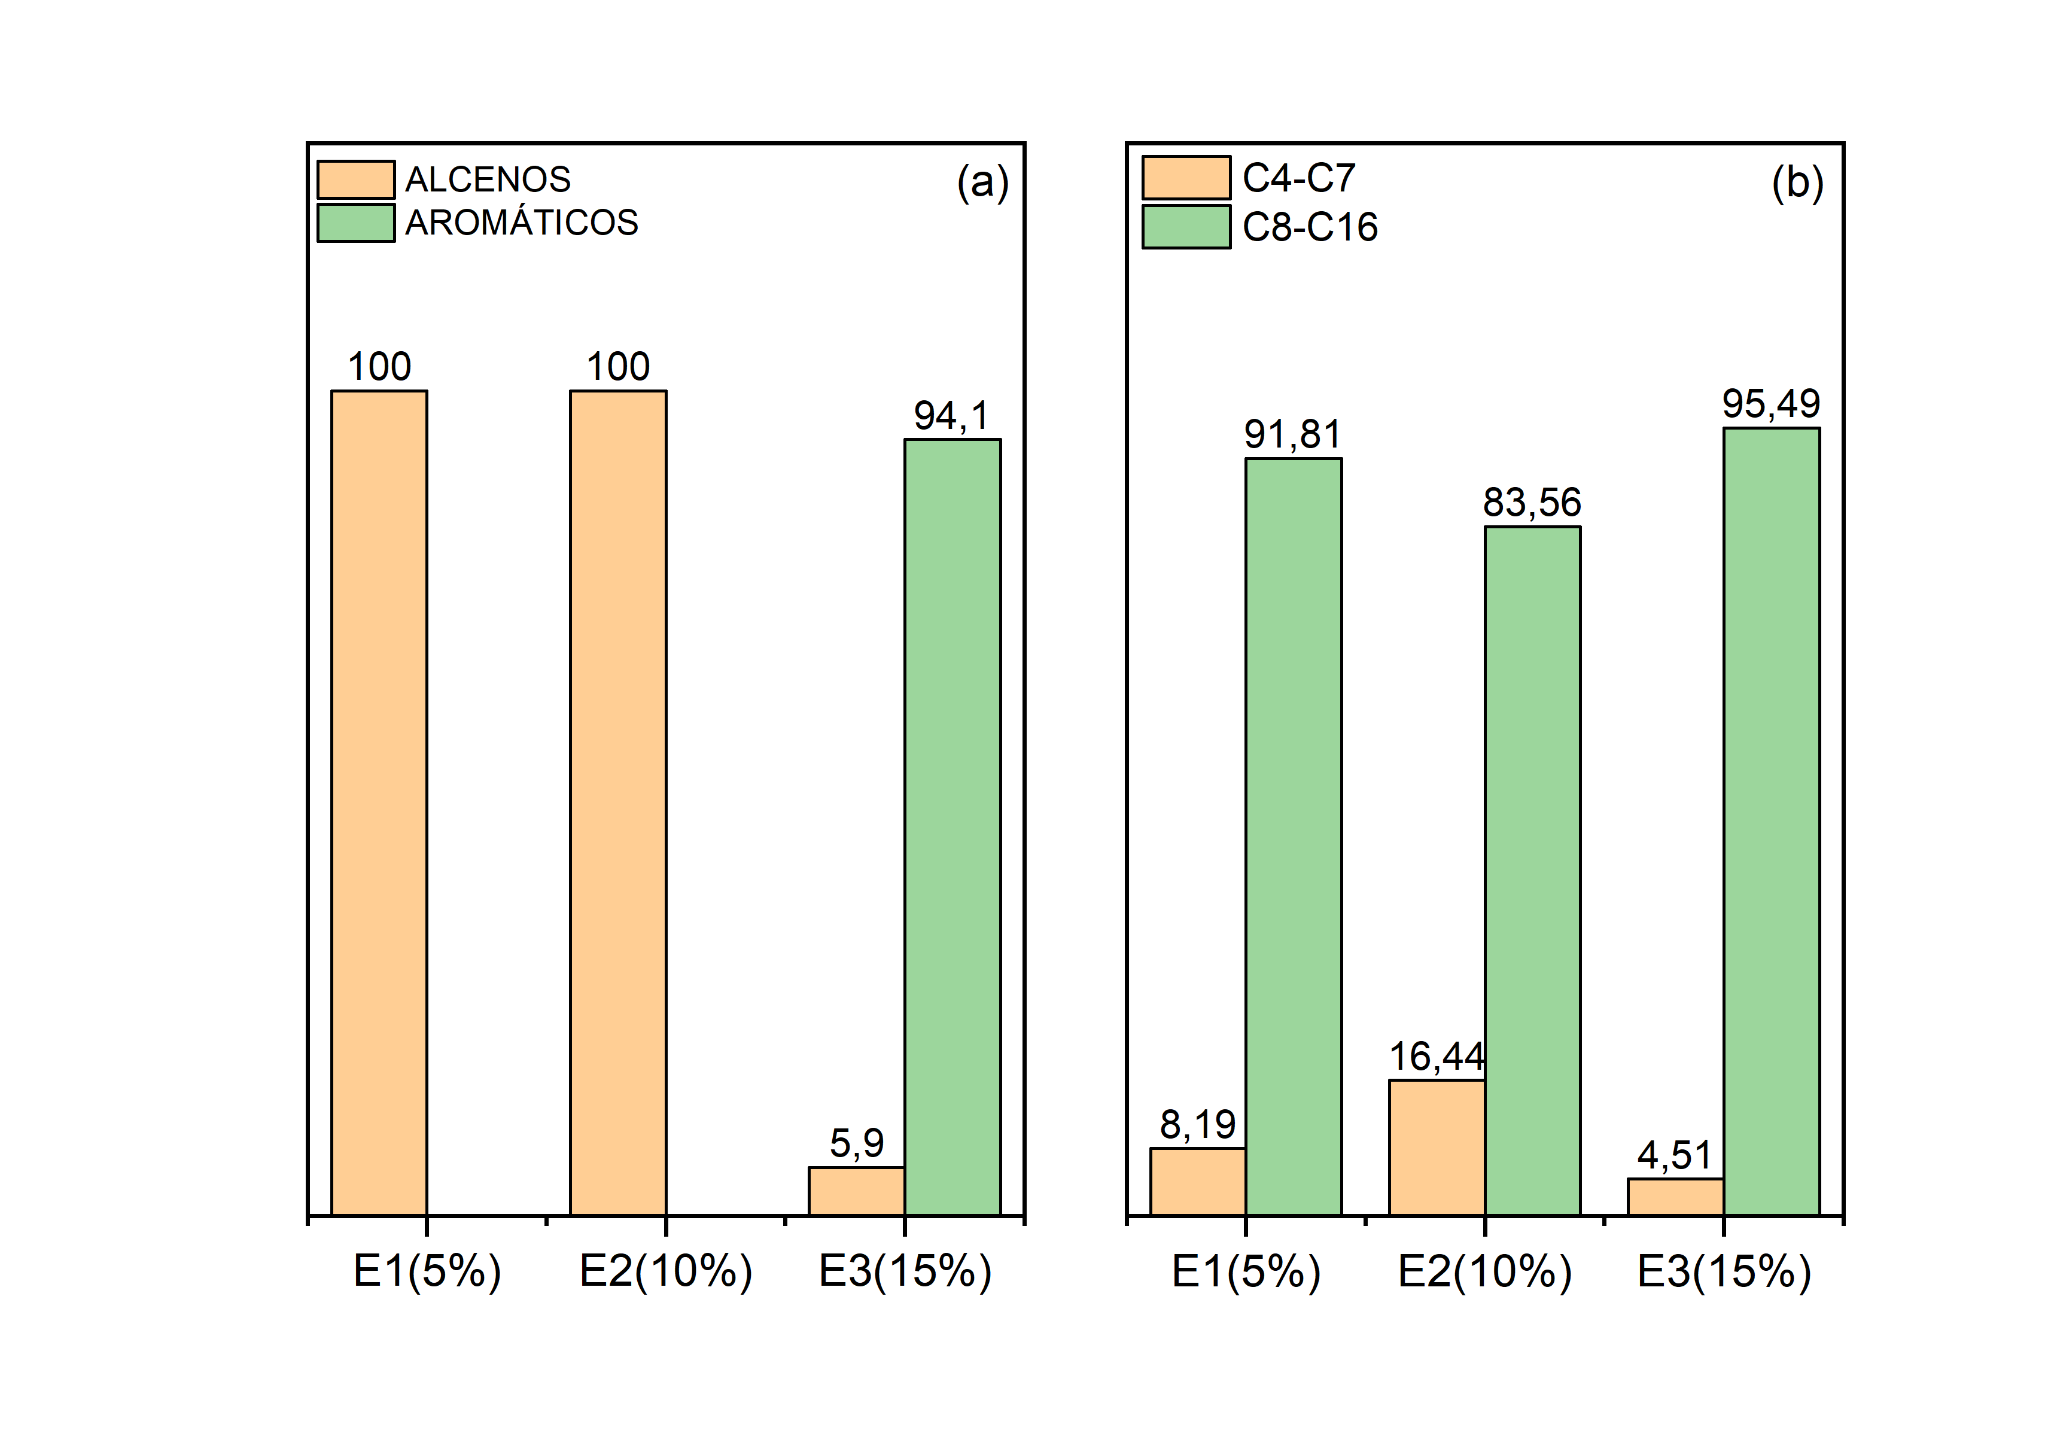 ALCENOS
AROMÁTICOS
(a)
100
100
94,1
5,9
E1(5%)
E2(10%)
E3(15%)
C4-C7
C8-C16
(b)
95,49
91,81
83,56
16,44
8,19
4,51
E1(5%)
E2(10%)
E3(15%)